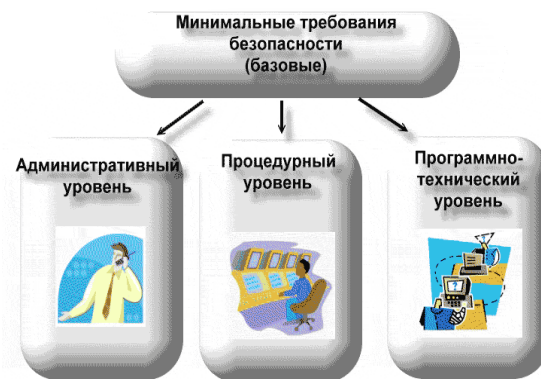 Минимальные требования
безопасности
(базовые)
Административный
уровень
Процедурный
уровень
Программно-
технический
уровень